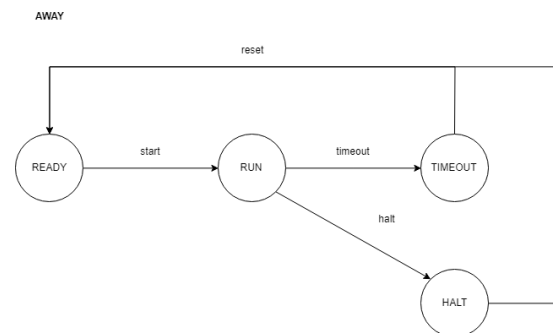 AWAY
reset
start
timeout
READY
RUN
TIMEOUT
halt
HALT